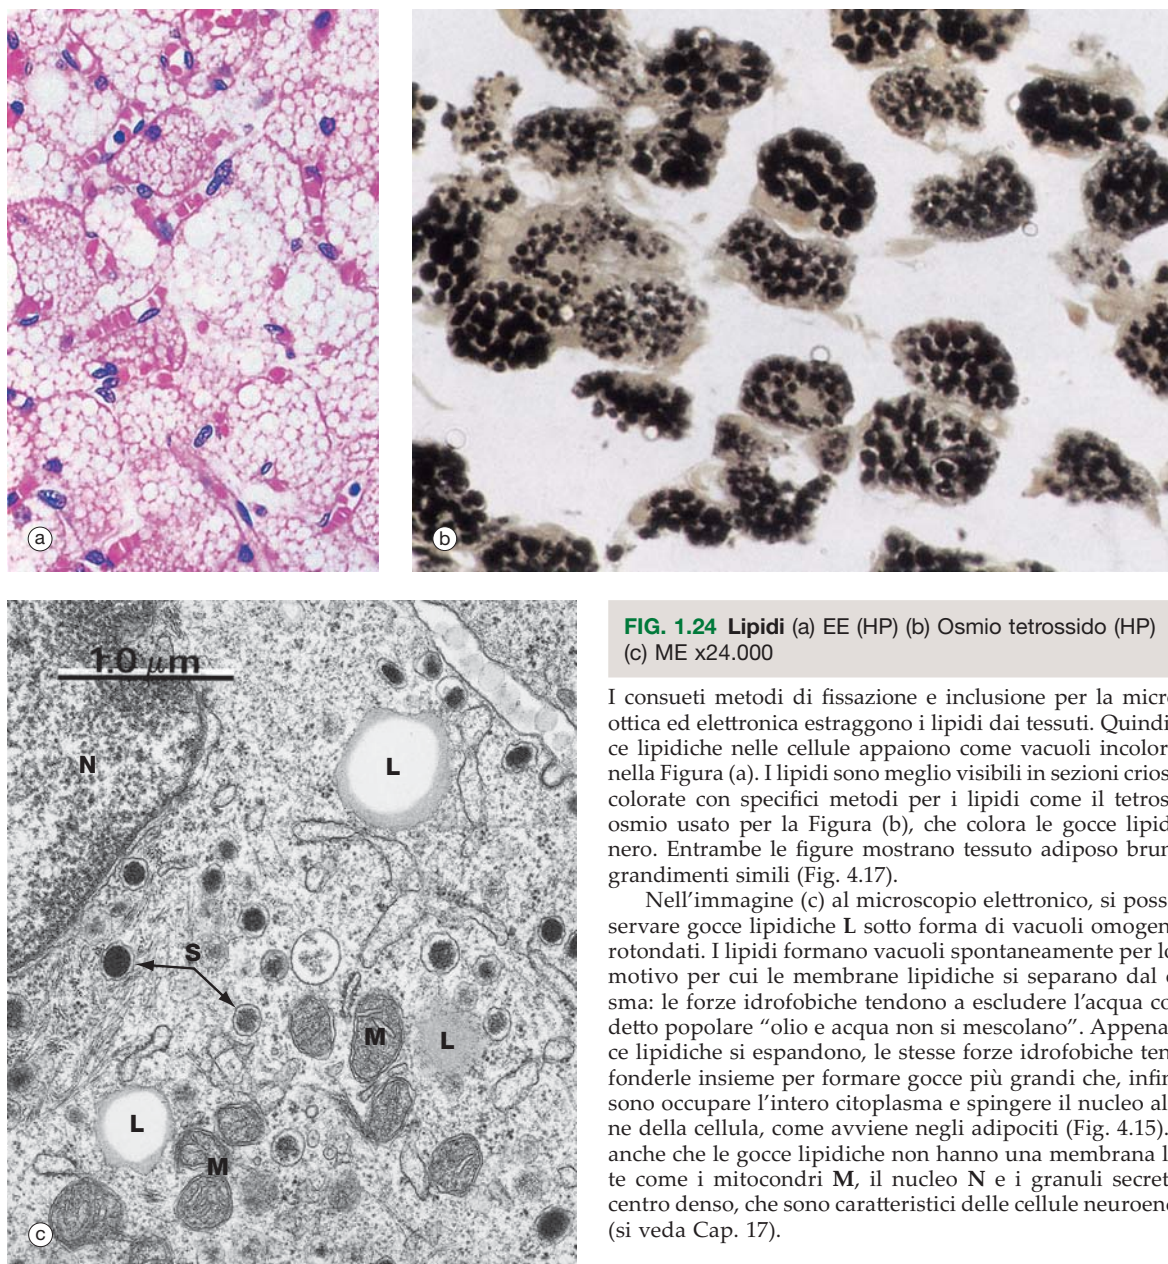 a
b
1.0 μm
N
L
S
M
L
L
M
c
FIG. 1.24 Lipidi (a) EE (HP) (b) Osmio tetrossido (HP)
(c) ME x24.000
I consueti metodi di fissazione e inclusione per la micro
ottica ed elettronica estraggono i lipidi dai tessuti. Quindi
ce lipidiche nelle cellule appaiono come vacuoli incolor
nella Figura (a). I lipidi sono meglio visibili in sezioni crios
colorate con specifici metodi per i lipidi come il tetros
osmio usato per la Figura (b), che colora le gocce lipid
nero. Entrambe le figure mostrano tessuto adiposo brun
grandimenti simili (Fig. 4.17).
Nell'immagine (c) al microscopio elettronico, si poss
servare gocce lipidiche L sotto forma di vacuoli omogen
rotondati. I lipidi formano vacuoli spontaneamente per l
motivo per cui le membrane lipidiche si separano dal c
sma: le forze idrofobiche tendono a escludere l'acqua co
detto popolare “olio e acqua non si mescolano”. Appena
ce lipidiche si espandono, le stesse forze idrofobiche ten
fonderle insieme per formare gocce più grandi che, infin
sono occupare l'intero citoplasma e spingere il nucleo al
ne della cellula, come avviene negli adipociti (Fig. 4.15).
anche che le gocce lipidiche non hanno una membrana l
te come i mitocondri M, il nucleo N e i granuli secret
centro denso, che sono caratteristici delle cellule neuroend
(si veda Cap. 17).